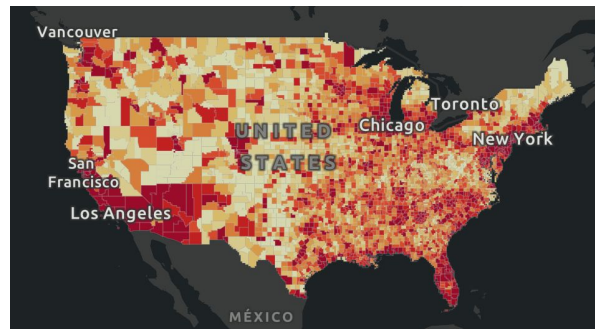 Vancouver
UNITED
STATES
Toronto
Chicago
New York
San
Francisco
Los Angeles
MÉXICO